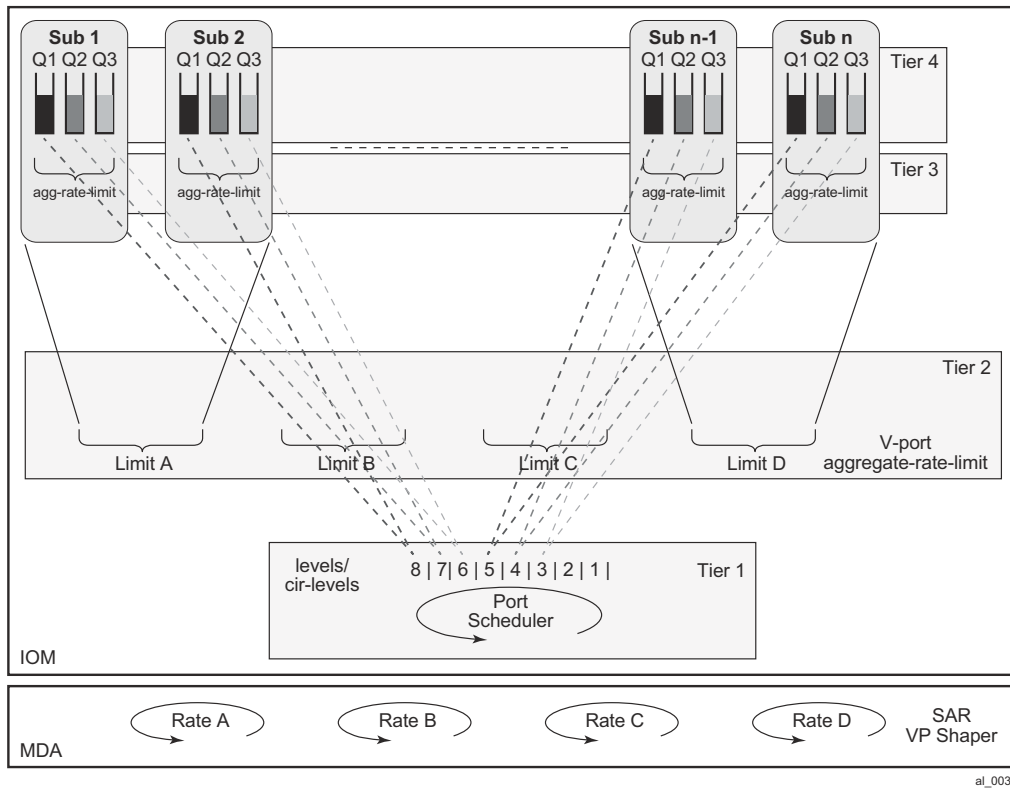 Sub 1
Sub 2
Sub n-1
Sub n
Q1 Q2 Q3
Q1 Q2 Q3
Q1 Q2 Q3
Q1 Q2 Q3
Tier 4
agg-rate-limit
agg-rate-limit
agg-rate-limit
agg-rate-limit
Tier 3
Tier 2
Limit A
Limit B
Limit C
Limit D
V-port
aggregate-rate-limit
levels/
cir-levels
8 | 7| 6 | 5 | 4 | 3 | 2 | 1 |
Tier 1
Port
Scheduler
IOM
Rate A
Rate B
Rate C
Rate D
SAR
VP Shaper
MDA
al_003